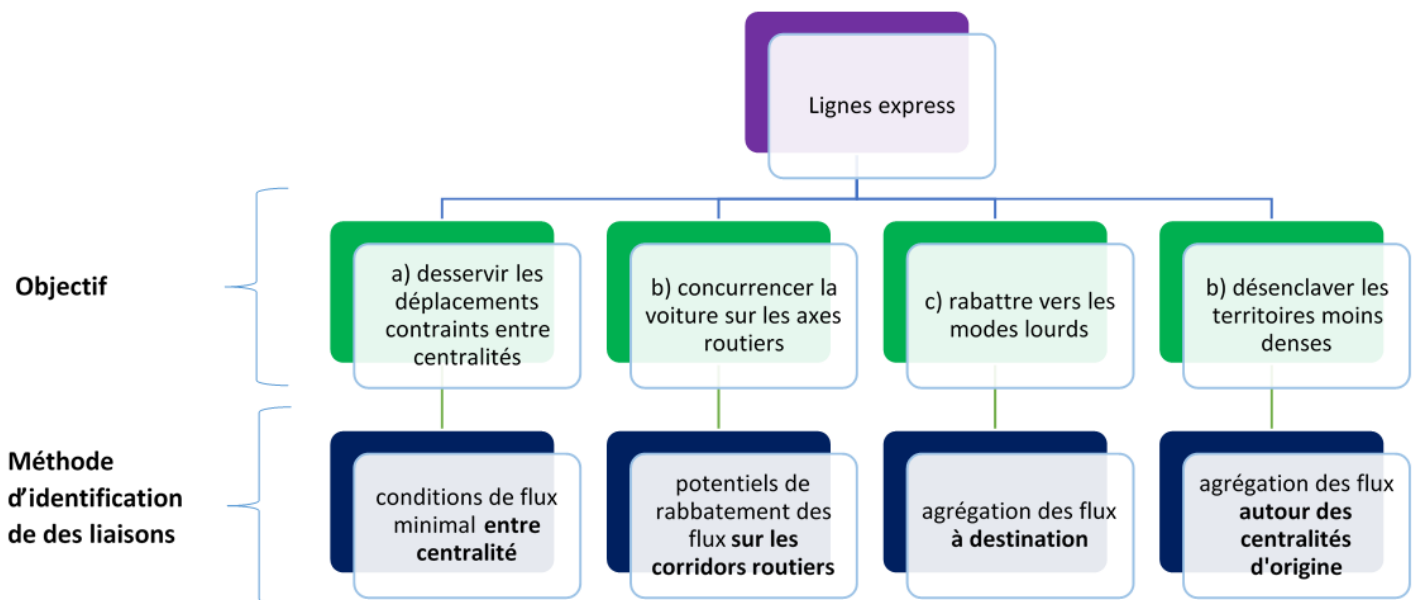 Lignes express
Objectif
a) desservir les
déplacements
contraints entre
centralités
b) concurrencer la
voiture sur les axes
routiers
c) rabattre vers les
modes lourds
b) désenclaver les
territoires moins
denses
Méthode
d'identification
de des liaisons
conditions de flux
minimal entre
centralité
potentiels de
rabbatement des
flux sur les
corridors routiers
agrégation des flux
à destination
agrégation des flux
autour des
centralités
d'origine